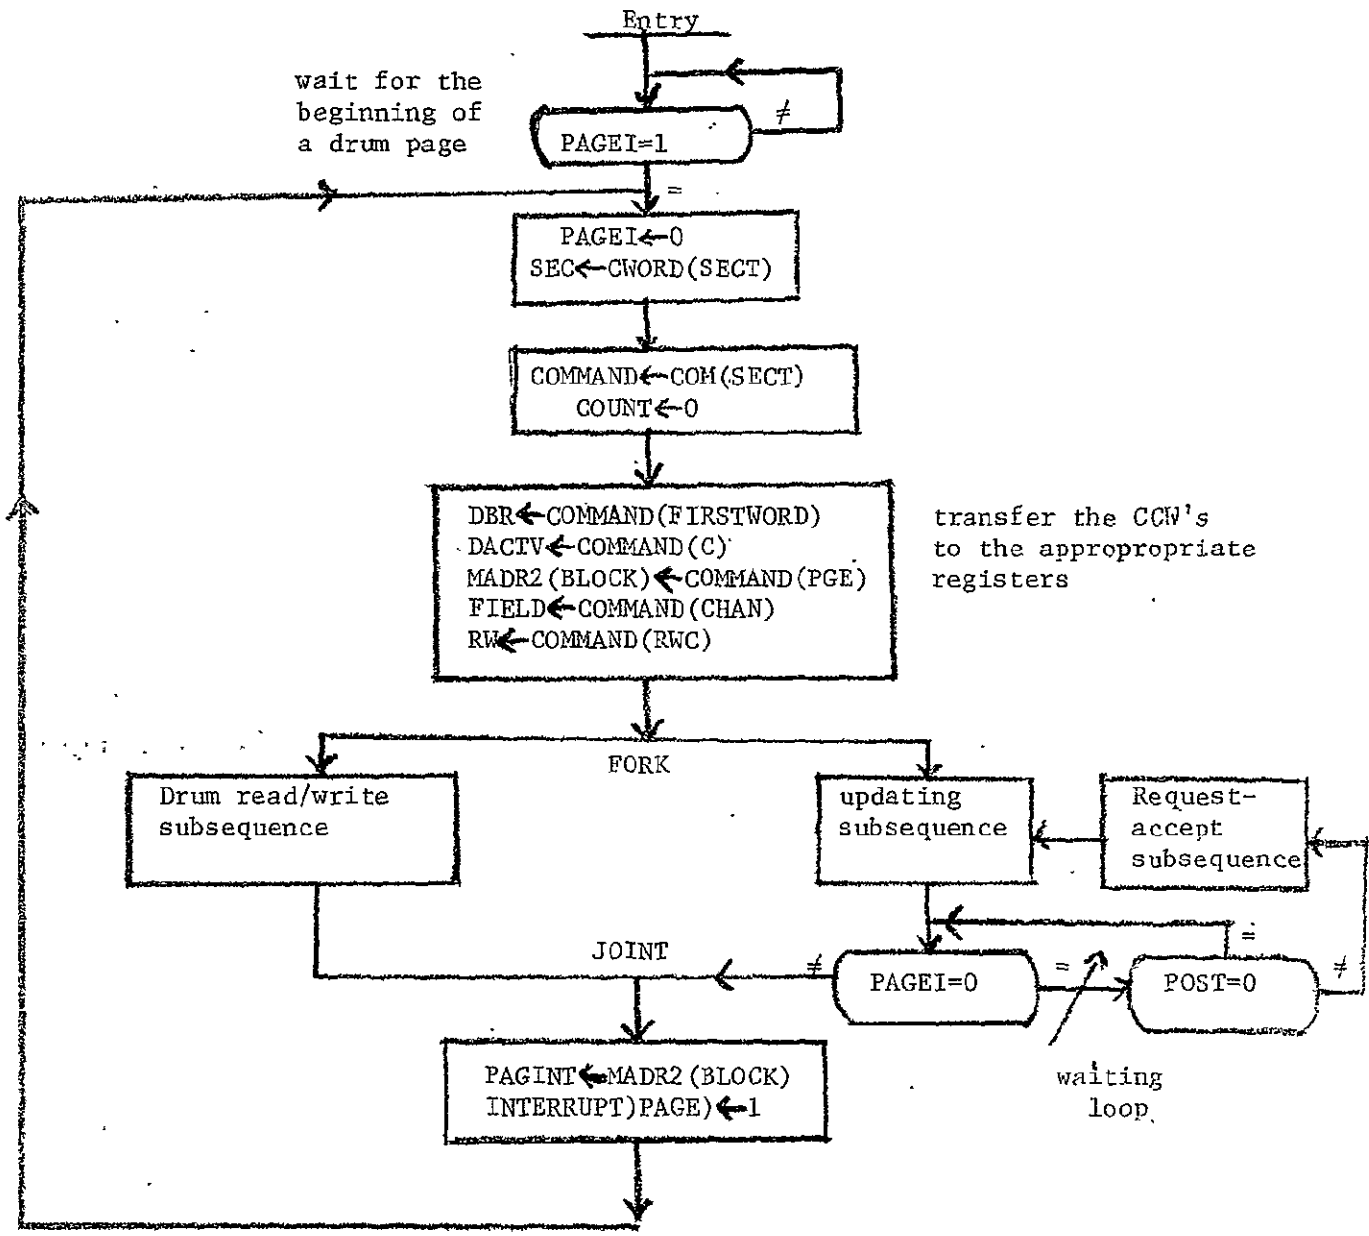 Entry
wait for the
beginning of
a drum page
≠
PAGEI=1
=
PAGEI←0
SEC←CWORD(SECT)
COMMAND←COM(SECT)
COUNT←0
DBR←COMMAND(FIRSTWORD)
DACTV←COMMAND(C)
MADR2(BLOCK)←COMMAND(PGE)
FIELD←COMMAND(CHAN)
RW←COMMAND(RWC)
transfer the CCW's
to the appropropriate
registers
FORK
Drum read/write
subsequence
updating
subsequence
Request-
accept
subsequence
JOINT
≠
PAGEI=0
=
POST=0
=
≠
waiting
loop
PAGINT←MADR2(BLOCK)
INTERRUPT)PAGE)←1